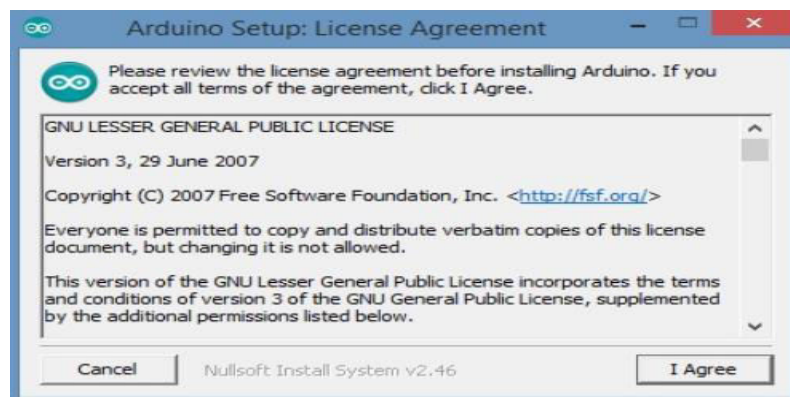 Arduino Setup: License Agreement
Please review the license agreement before installing Arduino. If you
accept all terms of the agreement, click I Agree.
GNU LESSER GENERAL PUBLIC LICENSE
Version 3, 29 June 2007
Copyright (C) 2007 Free Software Foundation, Inc. <http://fsf.org/>
Everyone is permitted to copy and distribute verbatim copies of this license
document, but changing it is not allowed.
This version of the GNU Lesser General Public License incorporates the terms
and conditions of version 3 of the GNU General Public License, supplemented
by the additional permissions listed below.
Cancel
Nullsoft Install System v2.46
I Agree